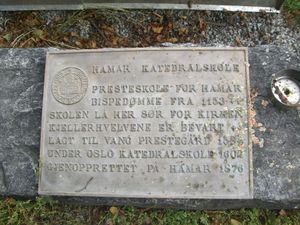 HAMAR KATEDRALSKOLE
PRESTESKOLE FOR HAMAR
BISPEDØMME FRA 1153
SKOLEN LÅ HER SØR FOR KIRKEN
KJELLERHVELVENE ER BEVART
LAGT TIL VANG PRESTEGÅRD
UNDER OSLO KATEDRALSKOLE 1602
GJENOPPRETTET PÅ HAMAR 1876